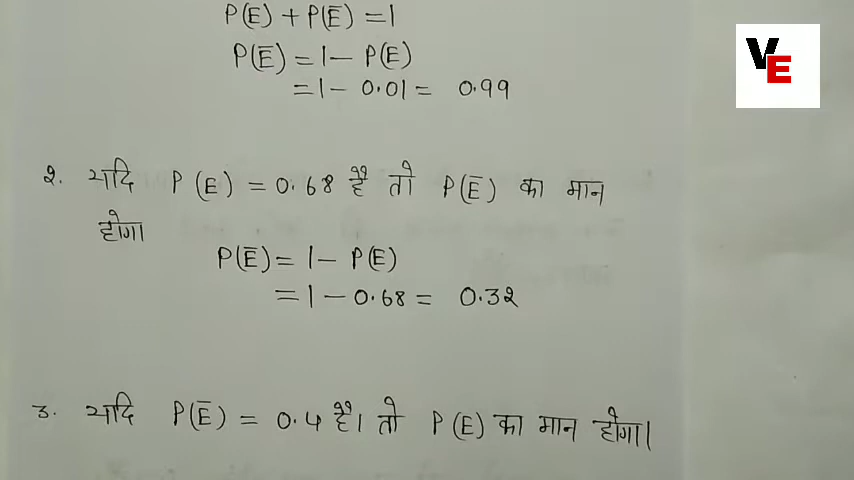 P(E) + P(E̅) = 1
P(E̅) = 1 – P(E)
= 1 – 0.01 = 0.99
VE
२. यदि P(E) = 0.68 है तो P(E̅) का मान
होगा
P(E̅) = 1 – P(E)
= 1 – 0.68 = 0.32
3. यदि P(E̅) = 0.4 है। तो P(E) का मान होगा।